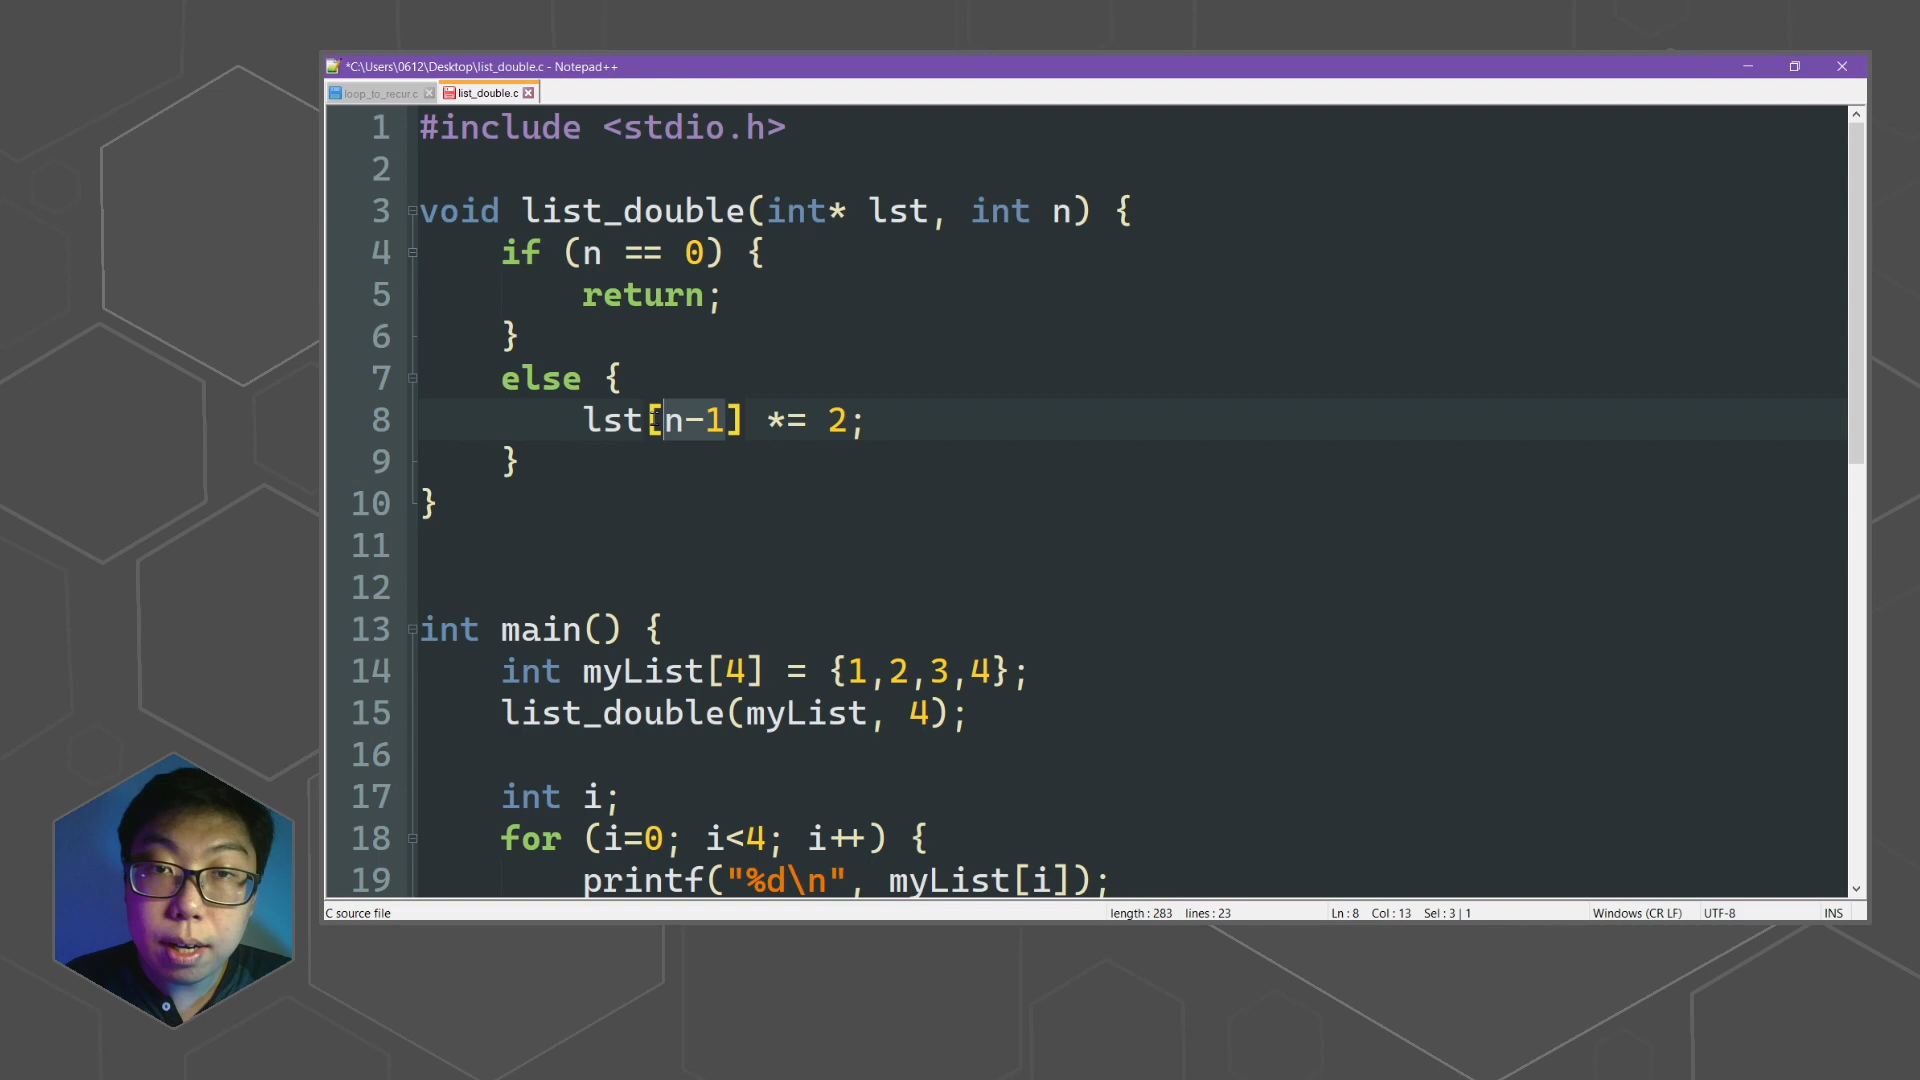 *C:\Users\0612\Desktop\list_double.c - Notepad++
loop_to_recur.c list_double.c
1 #include <stdio.h>
2
3 void list_double(int* lst, int n) {
4 if (n == 0) {
5 return;
6 }
7 else {
8 lst[n-1] *= 2;
9 }
10 }
11
12
13 int main() {
14 int myList[4] = {1,2,3,4};
15 list_double(myList, 4);
16
17 int i;
18 for (i=0; i<4; i++) {
19 printf("%d\n", myList[i]);
C source file length : 283 lines : 23 Ln : 8 Col : 13 Sel : 3 | 1 Windows (CR LF) UTF-8 INS